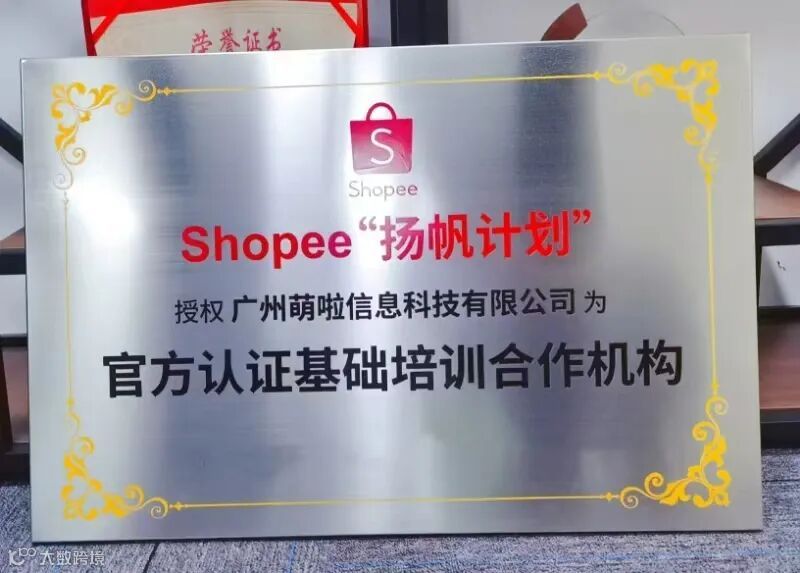 荣誉证书
S
Shopee
Shopee“扬帆计划”
授权 广州萌啦信息科技有限公司 为
官方认证基础培训合作机构
大数跨境